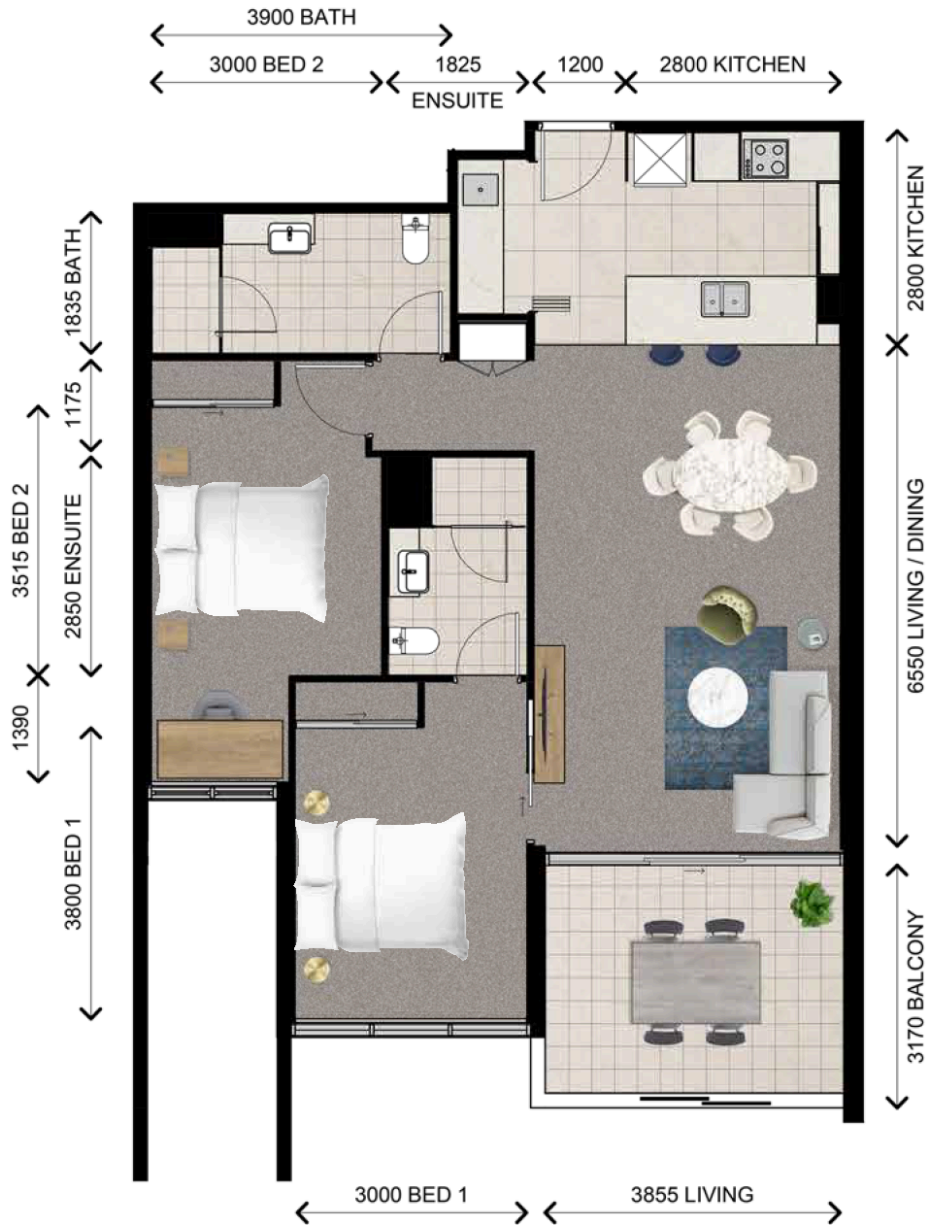 3900 BATH
3000 BED 2
1825
ENSUITE
1200
2800 KITCHEN
2800 KITCHEN
1835 BATH
1175
3515 BED 2
2850 ENSUITE
6550 LIVING / DINING
1390
3800 BED 1
3170 BALCONY
3000 BED 1
3855 LIVING